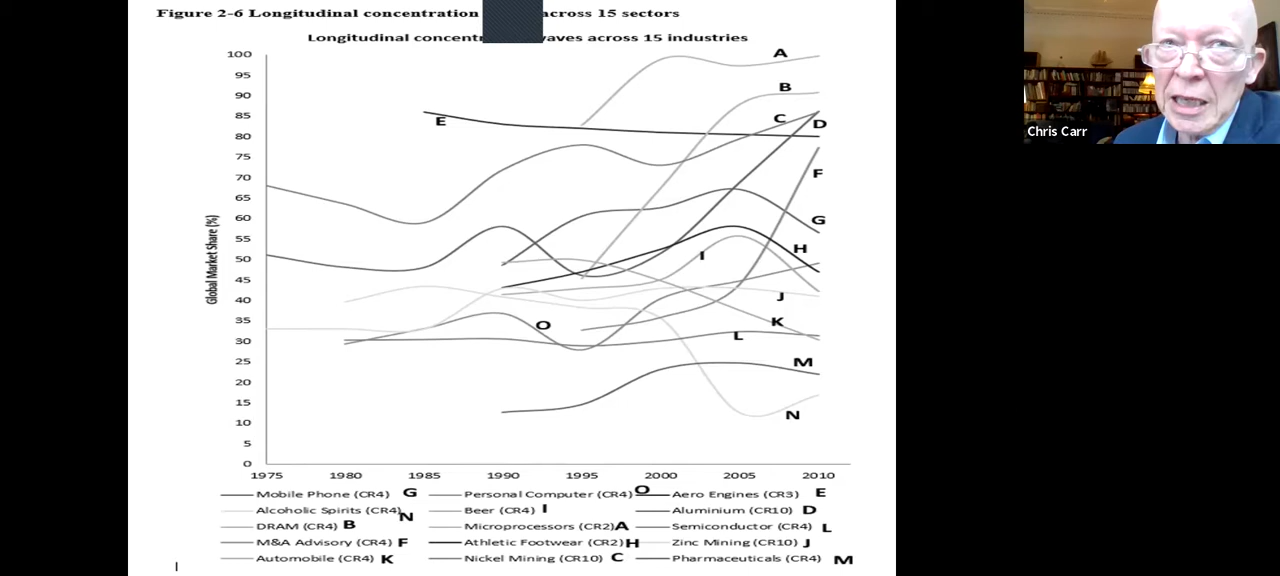 Figure 2-6 Longitudinal concentration across 15 sectors
Longitudinal concent waves across 15 industries
Global Market Share (%)
100
95
90
85
80
75
70
65
60
55
50
45
40
35
30
25
20
15
10
5
0
1975 1980 1985 1990 1995 2000 2005 2010
A
B
C
D
E
F
G
H
I
J
K
O
L
M
N
Mobile Phone (CR4) G Personal Computer (CR4) O Aero Engines (CR3) E
Alcoholic Spirits (CR4) N Beer (CR4) I Aluminium (CR10) D
DRAM (CR4) B Microprocessors (CR2) A Semiconductor (CR4) L
M&A Advisory (CR4) F Athletic Footwear (CR2) H Zinc Mining (CR10) J
Automobile (CR4) K Nickel Mining (CR10) C Pharmaceuticals (CR4) M
Chris Carr